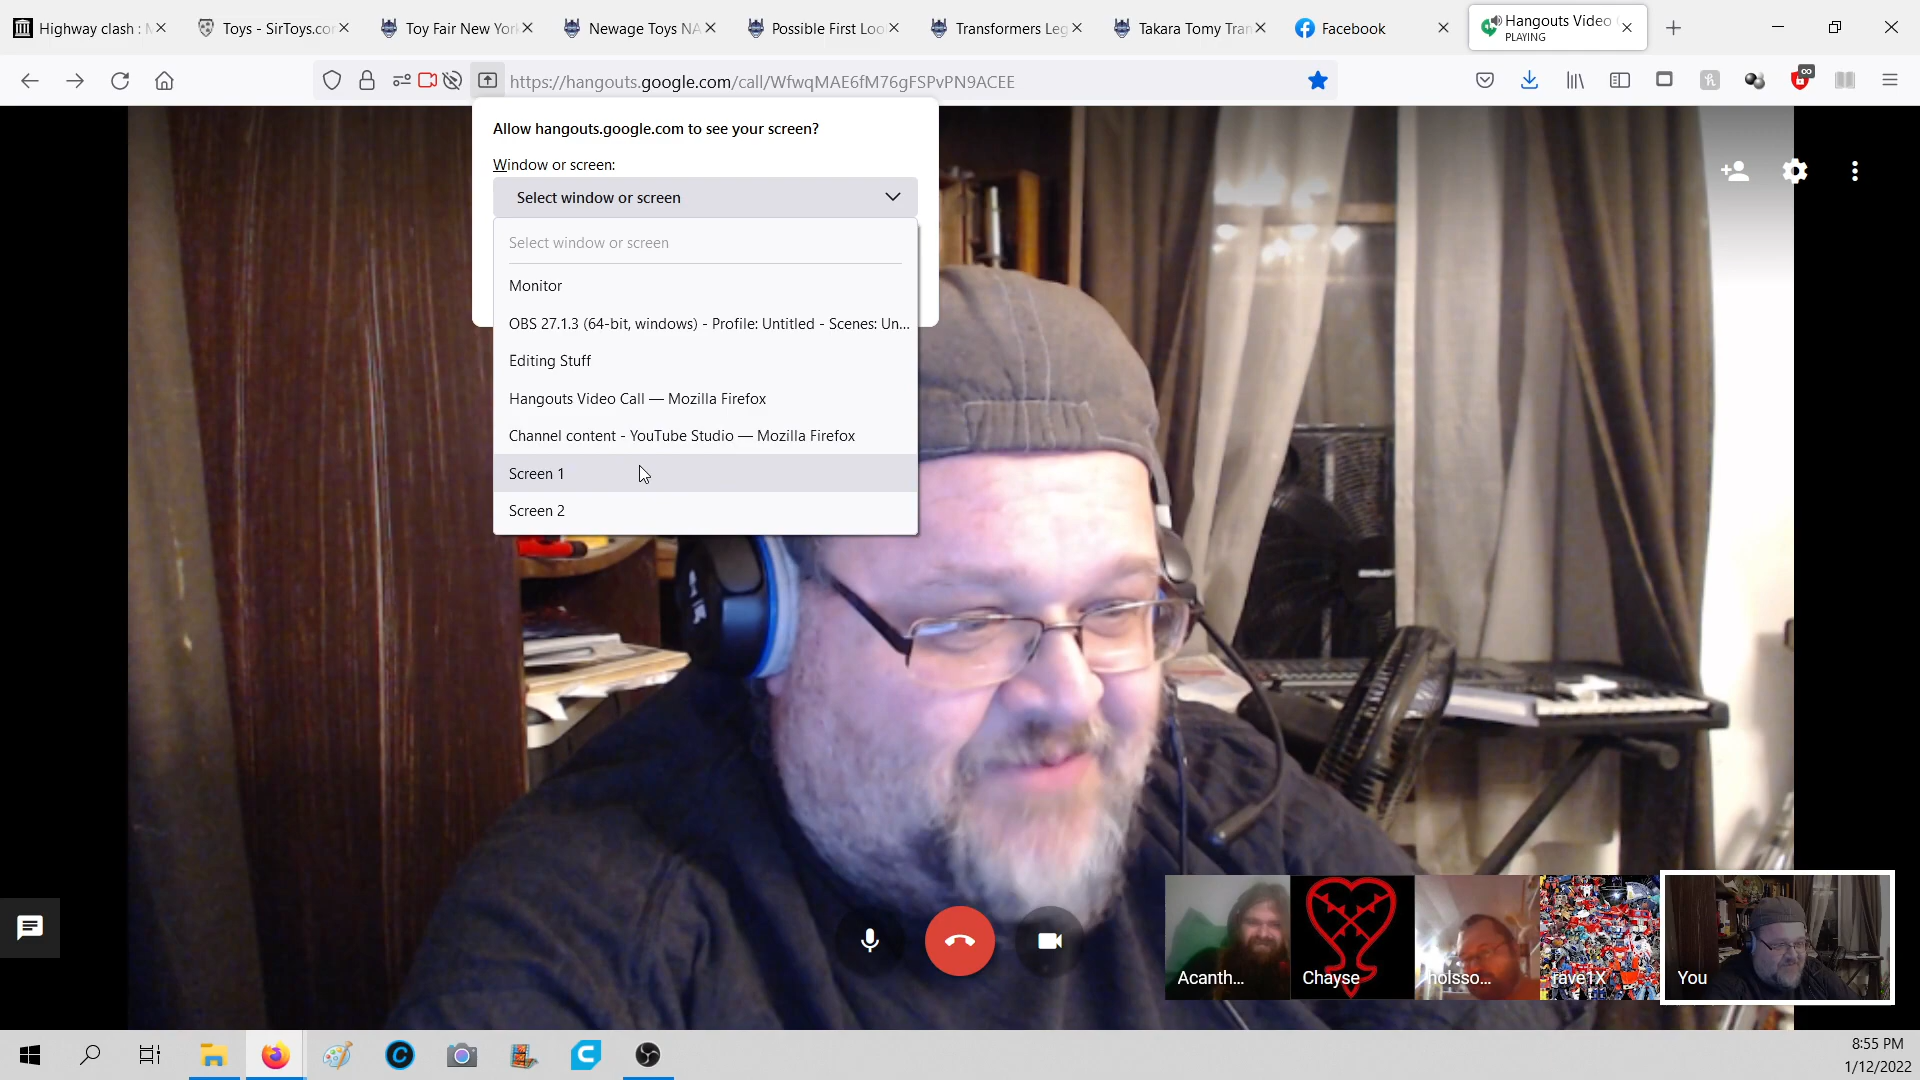 Highway clash :
Toys - SirToys.cor
Toy Fair New York
Newage Toys NA
Possible First Loo
Transformers Leg
Takara Tomy Tran
Facebook
Hangouts Video
PLAYING
https://hangouts.google.com/call/WfwqMAE6fM76gFSPvPN9ACEE
Allow hangouts.google.com to see your screen?
Window or screen:
Select window or screen
Select window or screen
Monitor
OBS 27.1.3 (64-bit, windows) - Profile: Untitled - Scenes: Un...
Editing Stuff
Hangouts Video Call — Mozilla Firefox
Channel content - YouTube Studio — Mozilla Firefox
Screen 1
Screen 2
Acanth...
Chayse
holsso...
rave1X
You
8:55 PM
1/12/2022